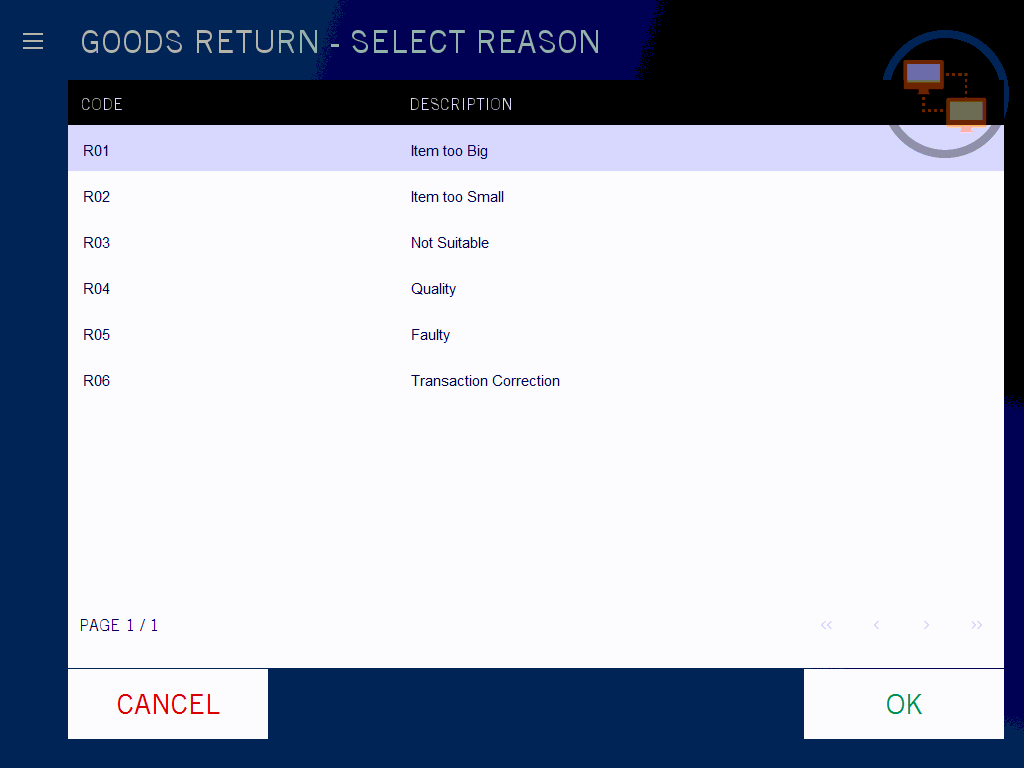 GOODS RETURN - SELECT REASON
CODE DESCRIPTION
R01 Item too Big
R02 Item too Small
R03 Not Suitable
R04 Quality
R05 Faulty
R06 Transaction Correction
PAGE 1 / 1
CANCEL OK